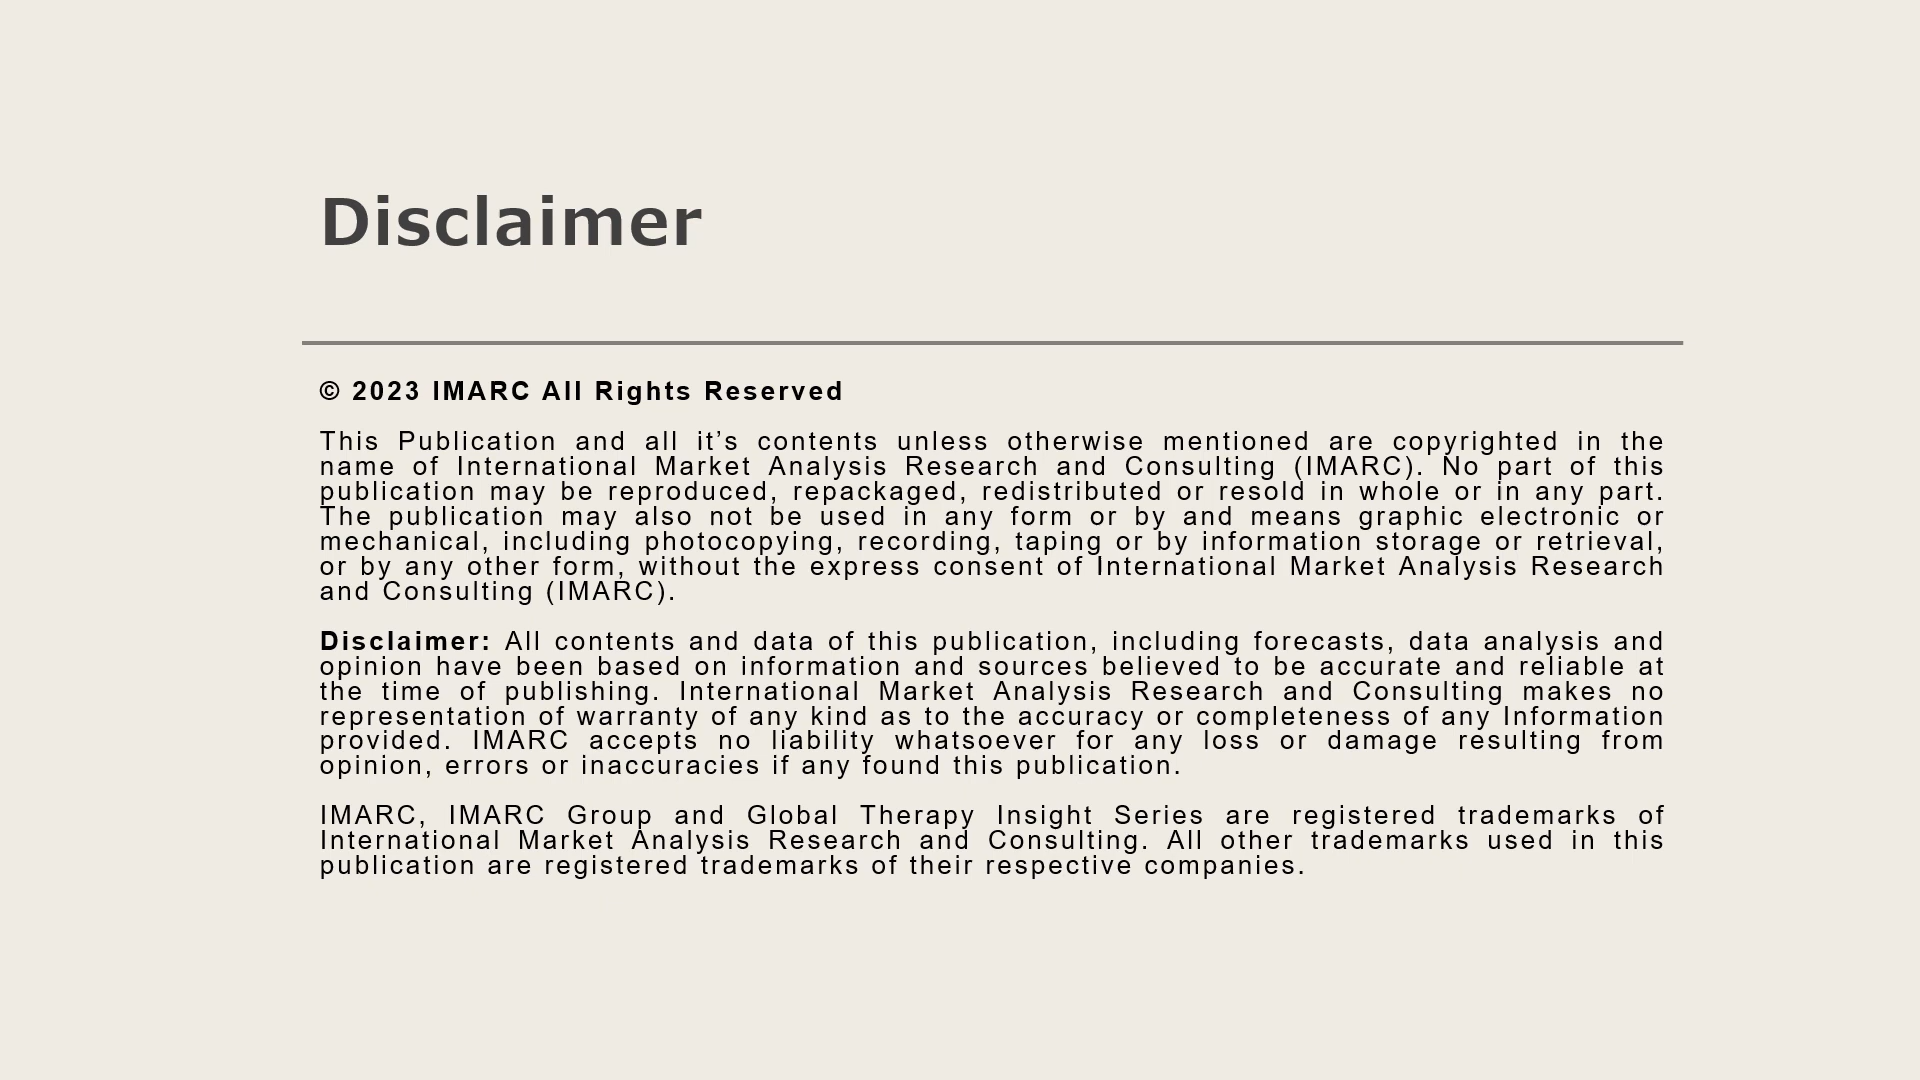 Disclaimer
© 2023 IMARC All Rights Reserved
This Publication and all it’s contents unless otherwise mentioned are copyrighted in the
name of International Market Analysis Research and Consulting (IMARC). No part of this
publication may be reproduced, repackaged, redistributed or resold in whole or in any part.
The publication may also not be used in any form or by and means graphic electronic or
mechanical, including photocopying, recording, taping or by information storage or retrieval,
or by any other form, without the express consent of International Market Analysis Research
and Consulting (IMARC).
Disclaimer: All contents and data of this publication, including forecasts, data analysis and
opinion have been based on information and sources believed to be accurate and reliable at
the time of publishing. International Market Analysis Research and Consulting makes no
representation of warranty of any kind as to the accuracy or completeness of any Information
provided. IMARC accepts no liability whatsoever for any loss or damage resulting from
opinion, errors or inaccuracies if any found this publication.
IMARC, IMARC Group and Global Therapy Insight Series are registered trademarks of
International Market Analysis Research and Consulting. All other trademarks used in this
publication are registered trademarks of their respective companies.